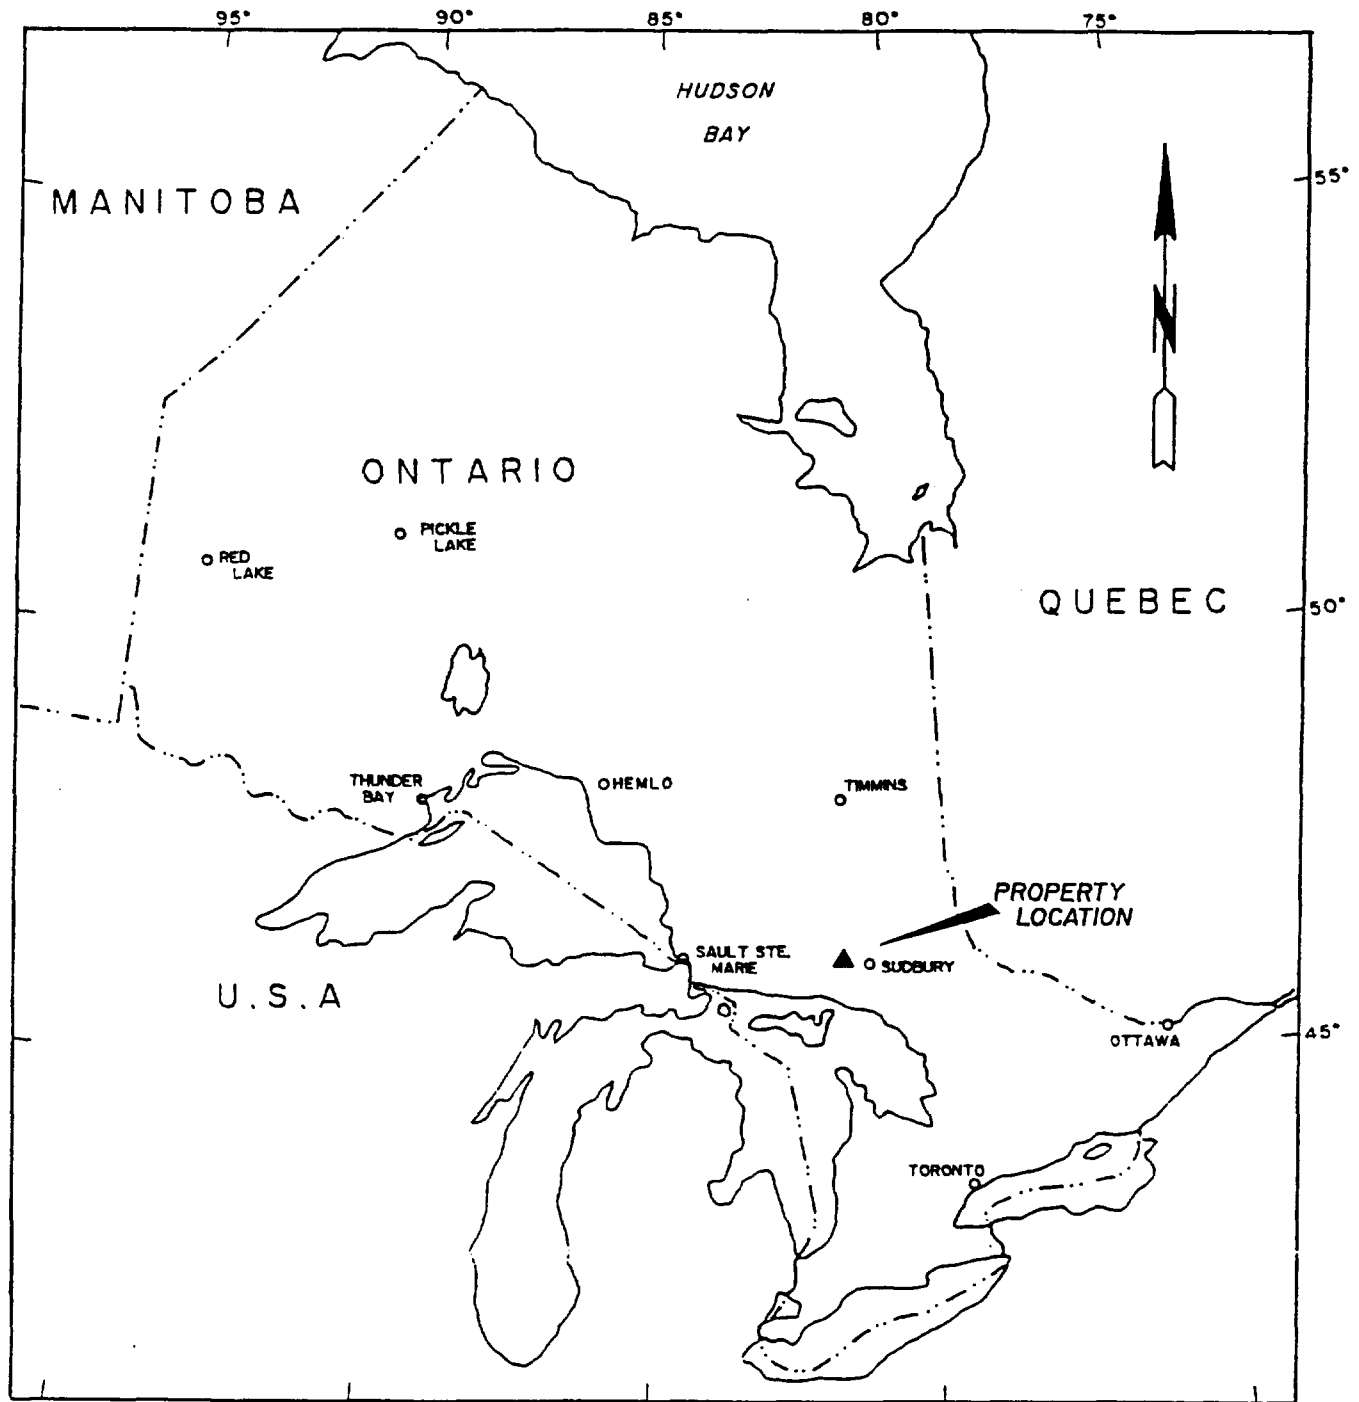 95° 90° 85° 80° 75°
HUDSON
BAY
55°
MANITOBA
N
ONTARIO
PICKLE
LAKE
RED
LAKE
QUEBEC
50°
THUNDER
BAY
HEMLO
TIMMINS
PROPERTY
LOCATION
SAULT STE.
MARIE
SUDBURY
U.S.A
OTTAWA
45°
TORONTO